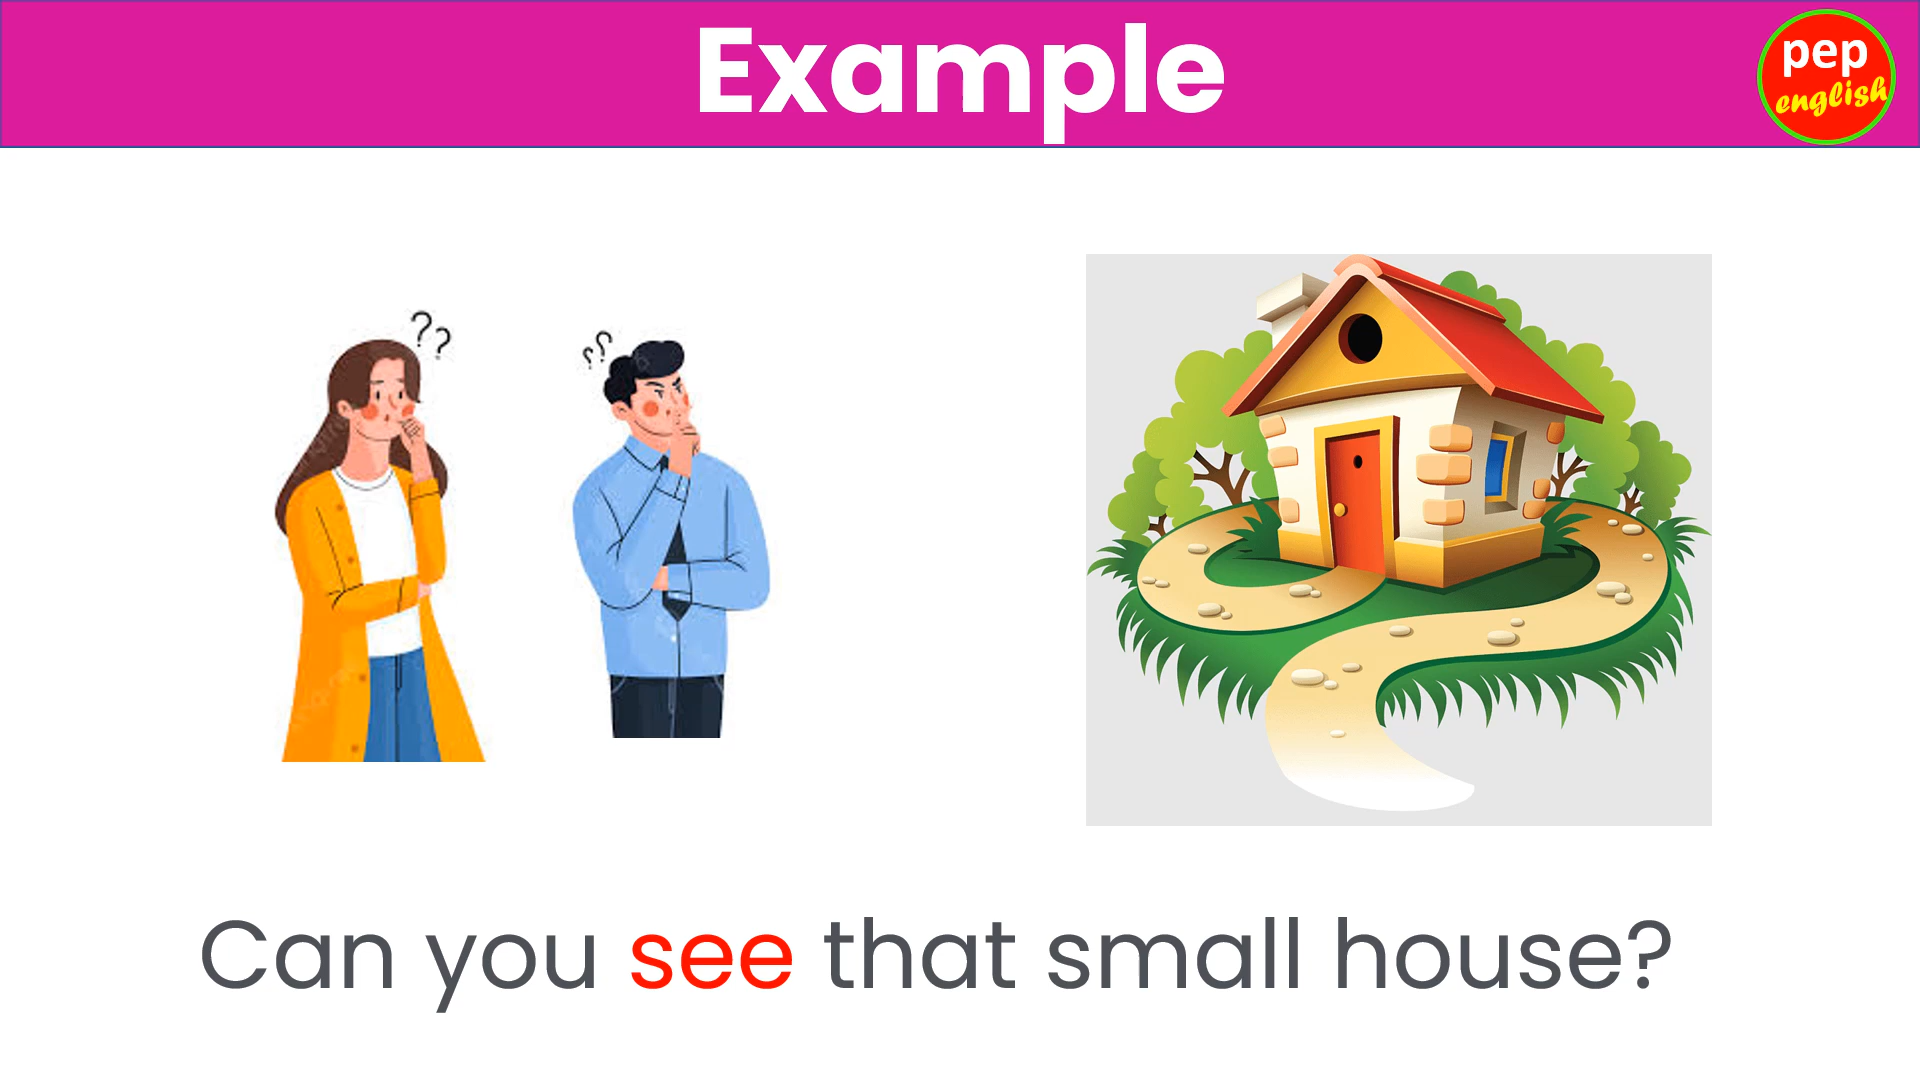 Example
pep
english
??
??
Can you see that small house?